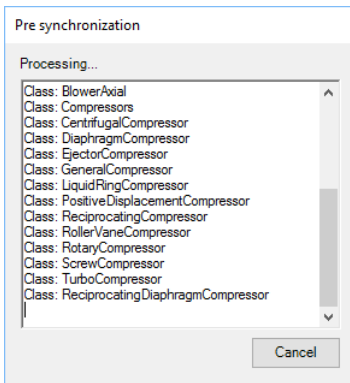 Pre synchronization
Processing...
Class: BlowerAxial
Class: Compressors
Class: CentrifugalCompressor
Class: DiaphragmCompressor
Class: EjectorCompressor
Class: GeneralCompressor
Class: LiquidRingCompressor
Class: PositiveDisplacementCompressor
Class: ReciprocatingCompressor
Class: RollerVaneCompressor
Class: RotaryCompressor
Class: ScrewCompressor
Class: TurboCompressor
Class: ReciprocatingDiaphragmCompressor
Cancel